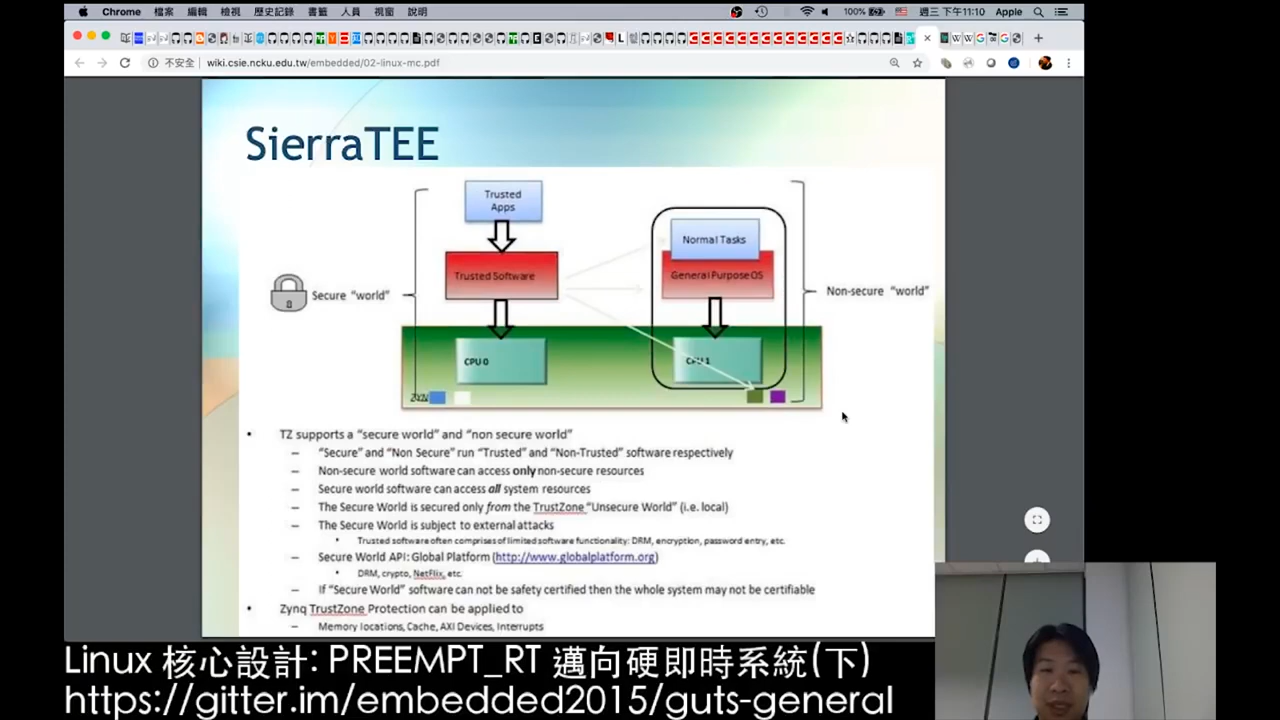 Chrome 檔案 編輯 檢視 歷史記錄 書籤 人員 視窗 說明 100% 週三 下午11:10 Apple
不安全 wiki.csie.ncku.edu.tw/embedded/02-linux-mc.pdf
SierraTEE
Trusted
Apps
Normal Tasks
Trusted Software
General Purpose OS
Secure “world”
Non-secure “world”
CPU 0
CPU 1
• TZ supports a “secure world” and “non secure world”
– “Secure” and “Non Secure” run “Trusted” and “Non-Trusted” software respectively
– Non-secure world software can access only non-secure resources
– Secure world software can access all system resources
– The Secure World is secured only from the TrustZone “Unsecure World” (i.e. local)
– The Secure World is subject to external attacks
• Trusted software often comprises of limited software functionality: DRM, encryption, password entry, etc.
– Secure World API: Global Platform (http://www.globalplatform.org)
• DRM, crypto, NetFlix, etc.
– If “Secure World” software can not be safety certified then the whole system may not be certifiable
• Zynq TrustZone Protection can be applied to
– Memory locations, Cache, AXI Devices, Interrupts
Linux 核心設計: PREEMPT_RT 邁向硬即時系統(下)
https://gitter.im/embedded2015/guts-general